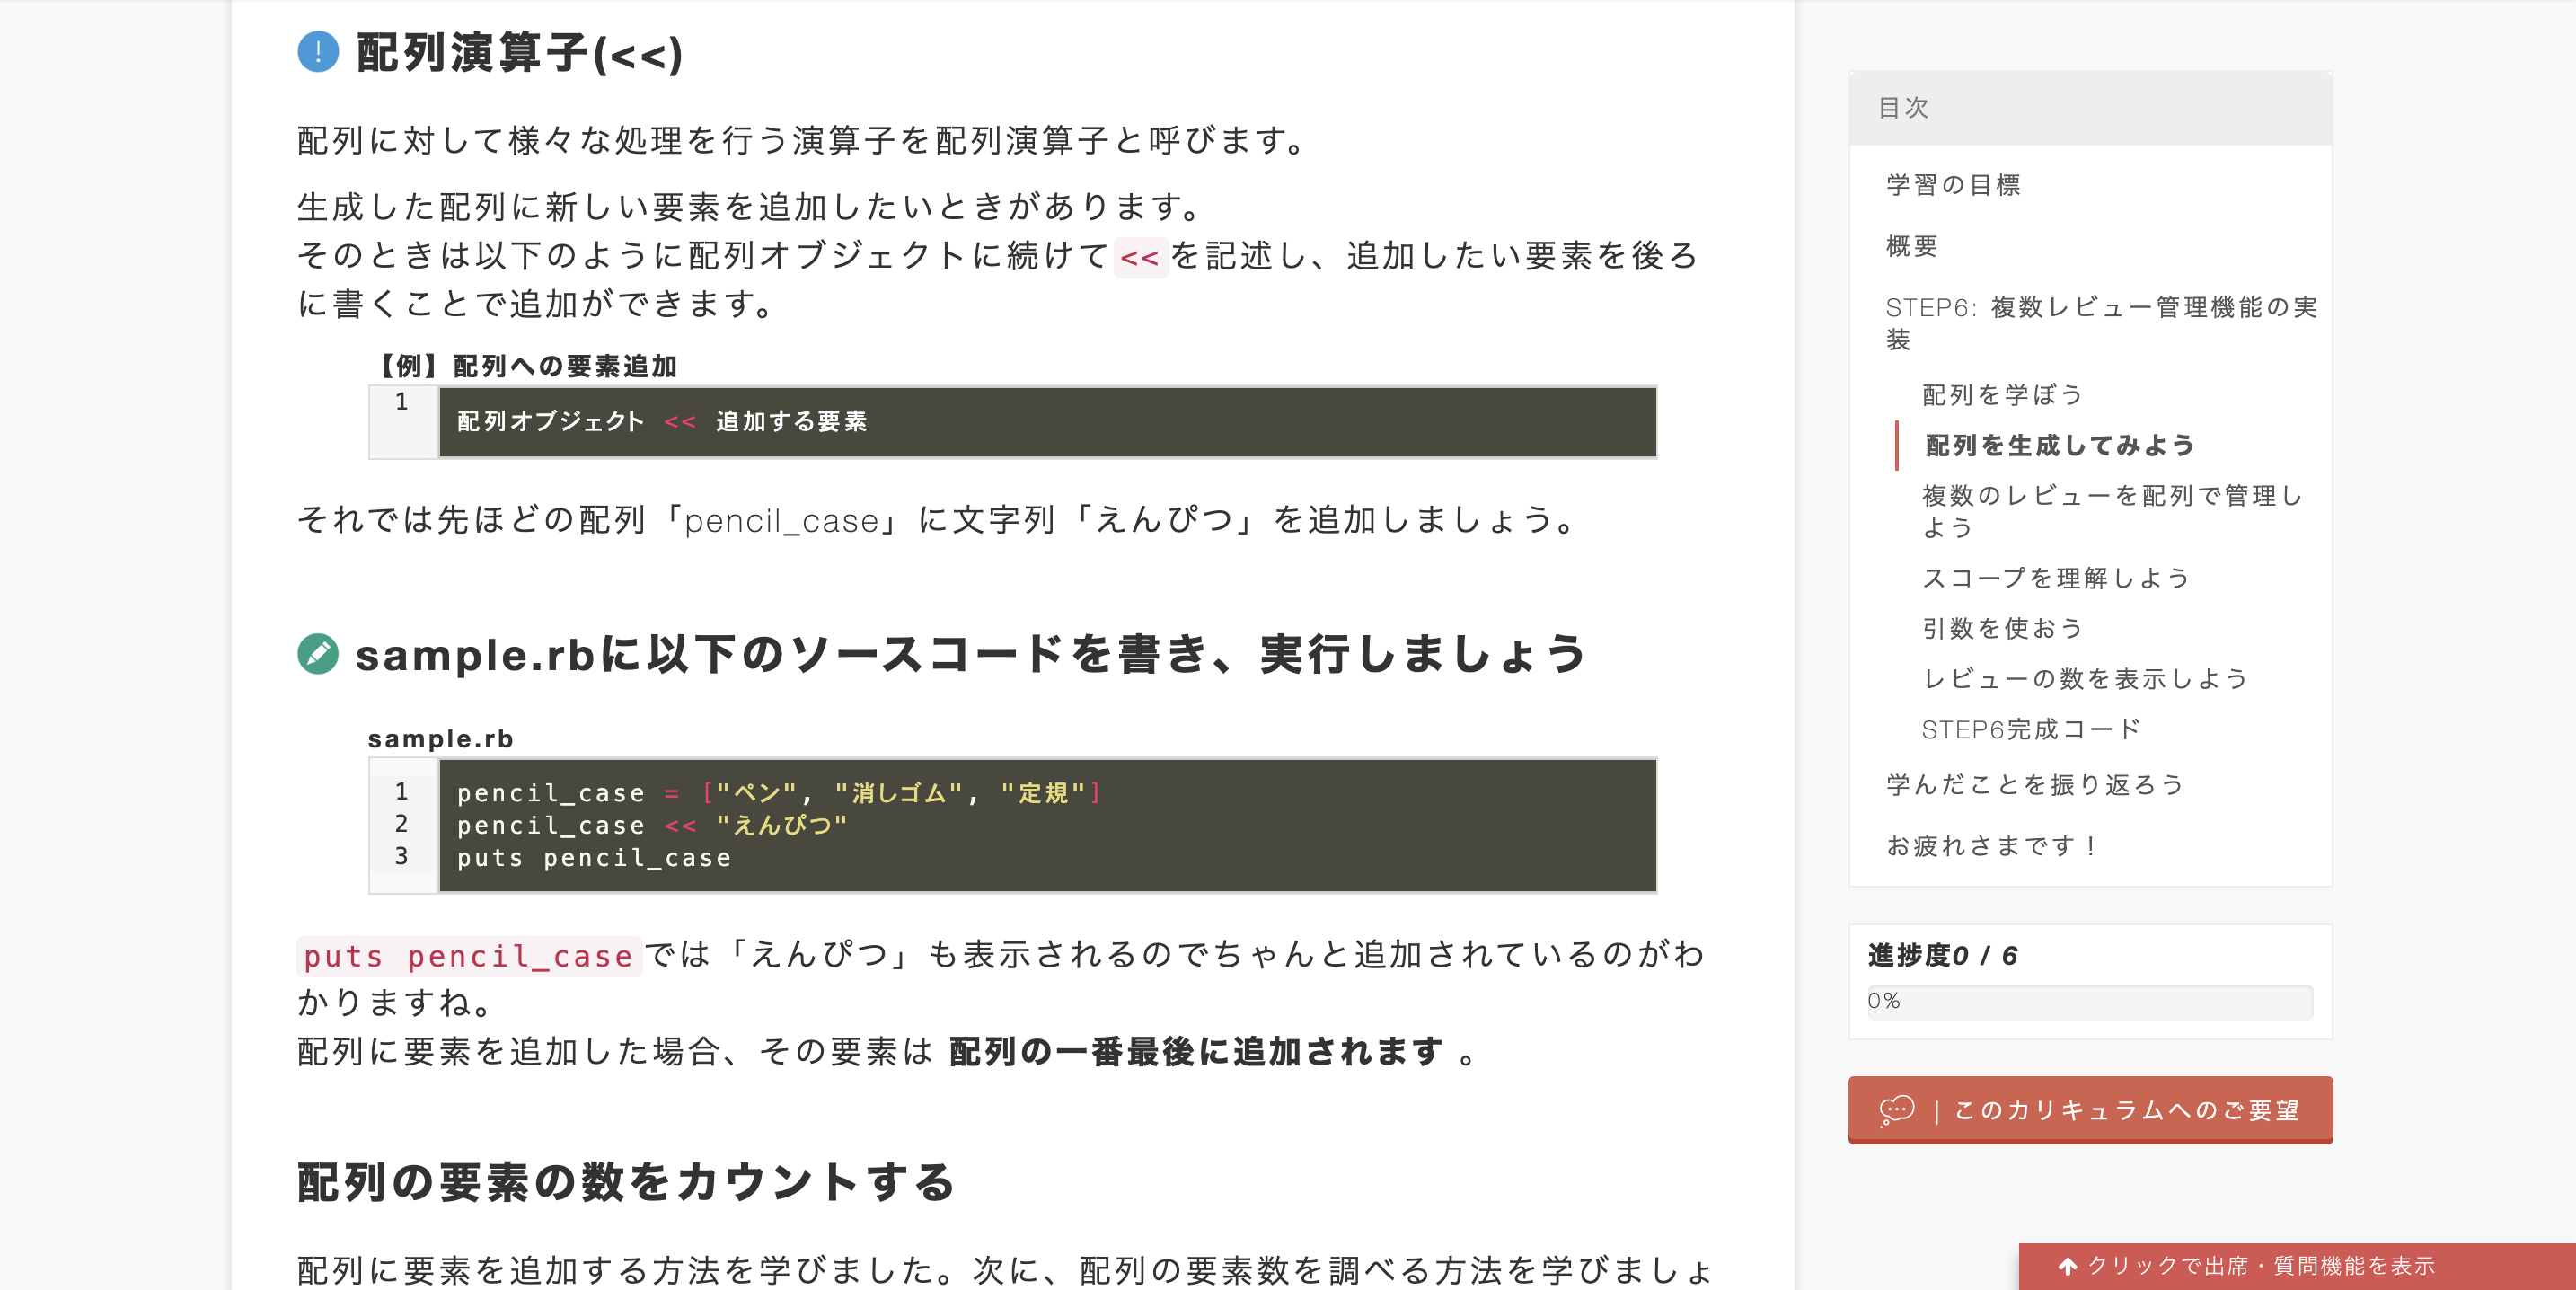 配列演算子(<<)
配列に対して様々な処理を行う演算子を配列演算子と呼びます。
生成した配列に新しい要素を追加したいときがあります。
そのときは以下のように配列オブジェクトに続けて<<を記述し、追加したい要素を後ろ
に書くことで追加ができます。
【例】配列への要素追加
1
配列オブジェクト << 追加する要素
それでは先ほどの配列「pencil_case」に文字列「えんぴつ」を追加しましょう。
sample.rbに以下のソースコードを書き、実行しましょう
sample.rb
1 pencil_case = ["ペン", "消しゴム", "定規"]
2 pencil_case << "えんぴつ"
3 puts pencil_case
puts pencil_caseでは「えんぴつ」も表示されるのでちゃんと追加されているのがわ
かりますね。
配列に要素を追加した場合、その要素は 配列の一番最後に追加されます 。
配列の要素の数をカウントする
配列に要素を追加する方法を学びました。次に、配列の要素数を調べる方法を学びましょ
目次
学習の目標
概要
STEP6: 複数レビュー管理機能の実
装
配列を学ぼう
配列を生成してみよう
複数のレビューを配列で管理し
よう
スコープを理解しよう
引数を使おう
レビューの数を表示しよう
STEP6完成コード
学んだことを振り返ろう
お疲れさまです！
進捗度0 / 6
0%
| このカリキュラムへのご要望
クリックで出席・質問機能を表示